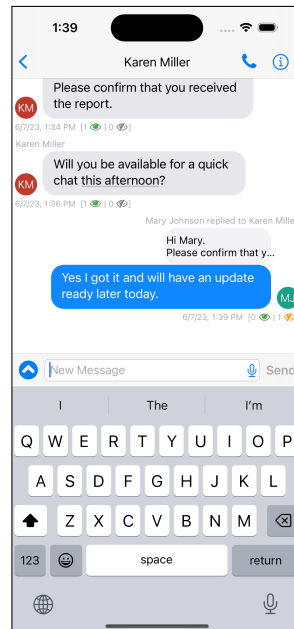 1:39
Karen Miller
Please confirm that you received
the report.
KM
6/7/23, 1:34 PM [1 | 0 ]
Karen Miller
Will you be available for a quick
chat this afternoon?
KM
6/7/23, 1:36 PM [1 | 0 ]
Mary Johnson replied to Karen Mille
Hi Mary.
Please confirm that y...
Yes I got it and will have an update
ready later today.
MJ
6/7/23, 1:39 PM [0 | 1 ]
New Message
Send
I The I'm
Q W E R T Y U I O P
A S D F G H J K L
Z X C V B N M
123 space return